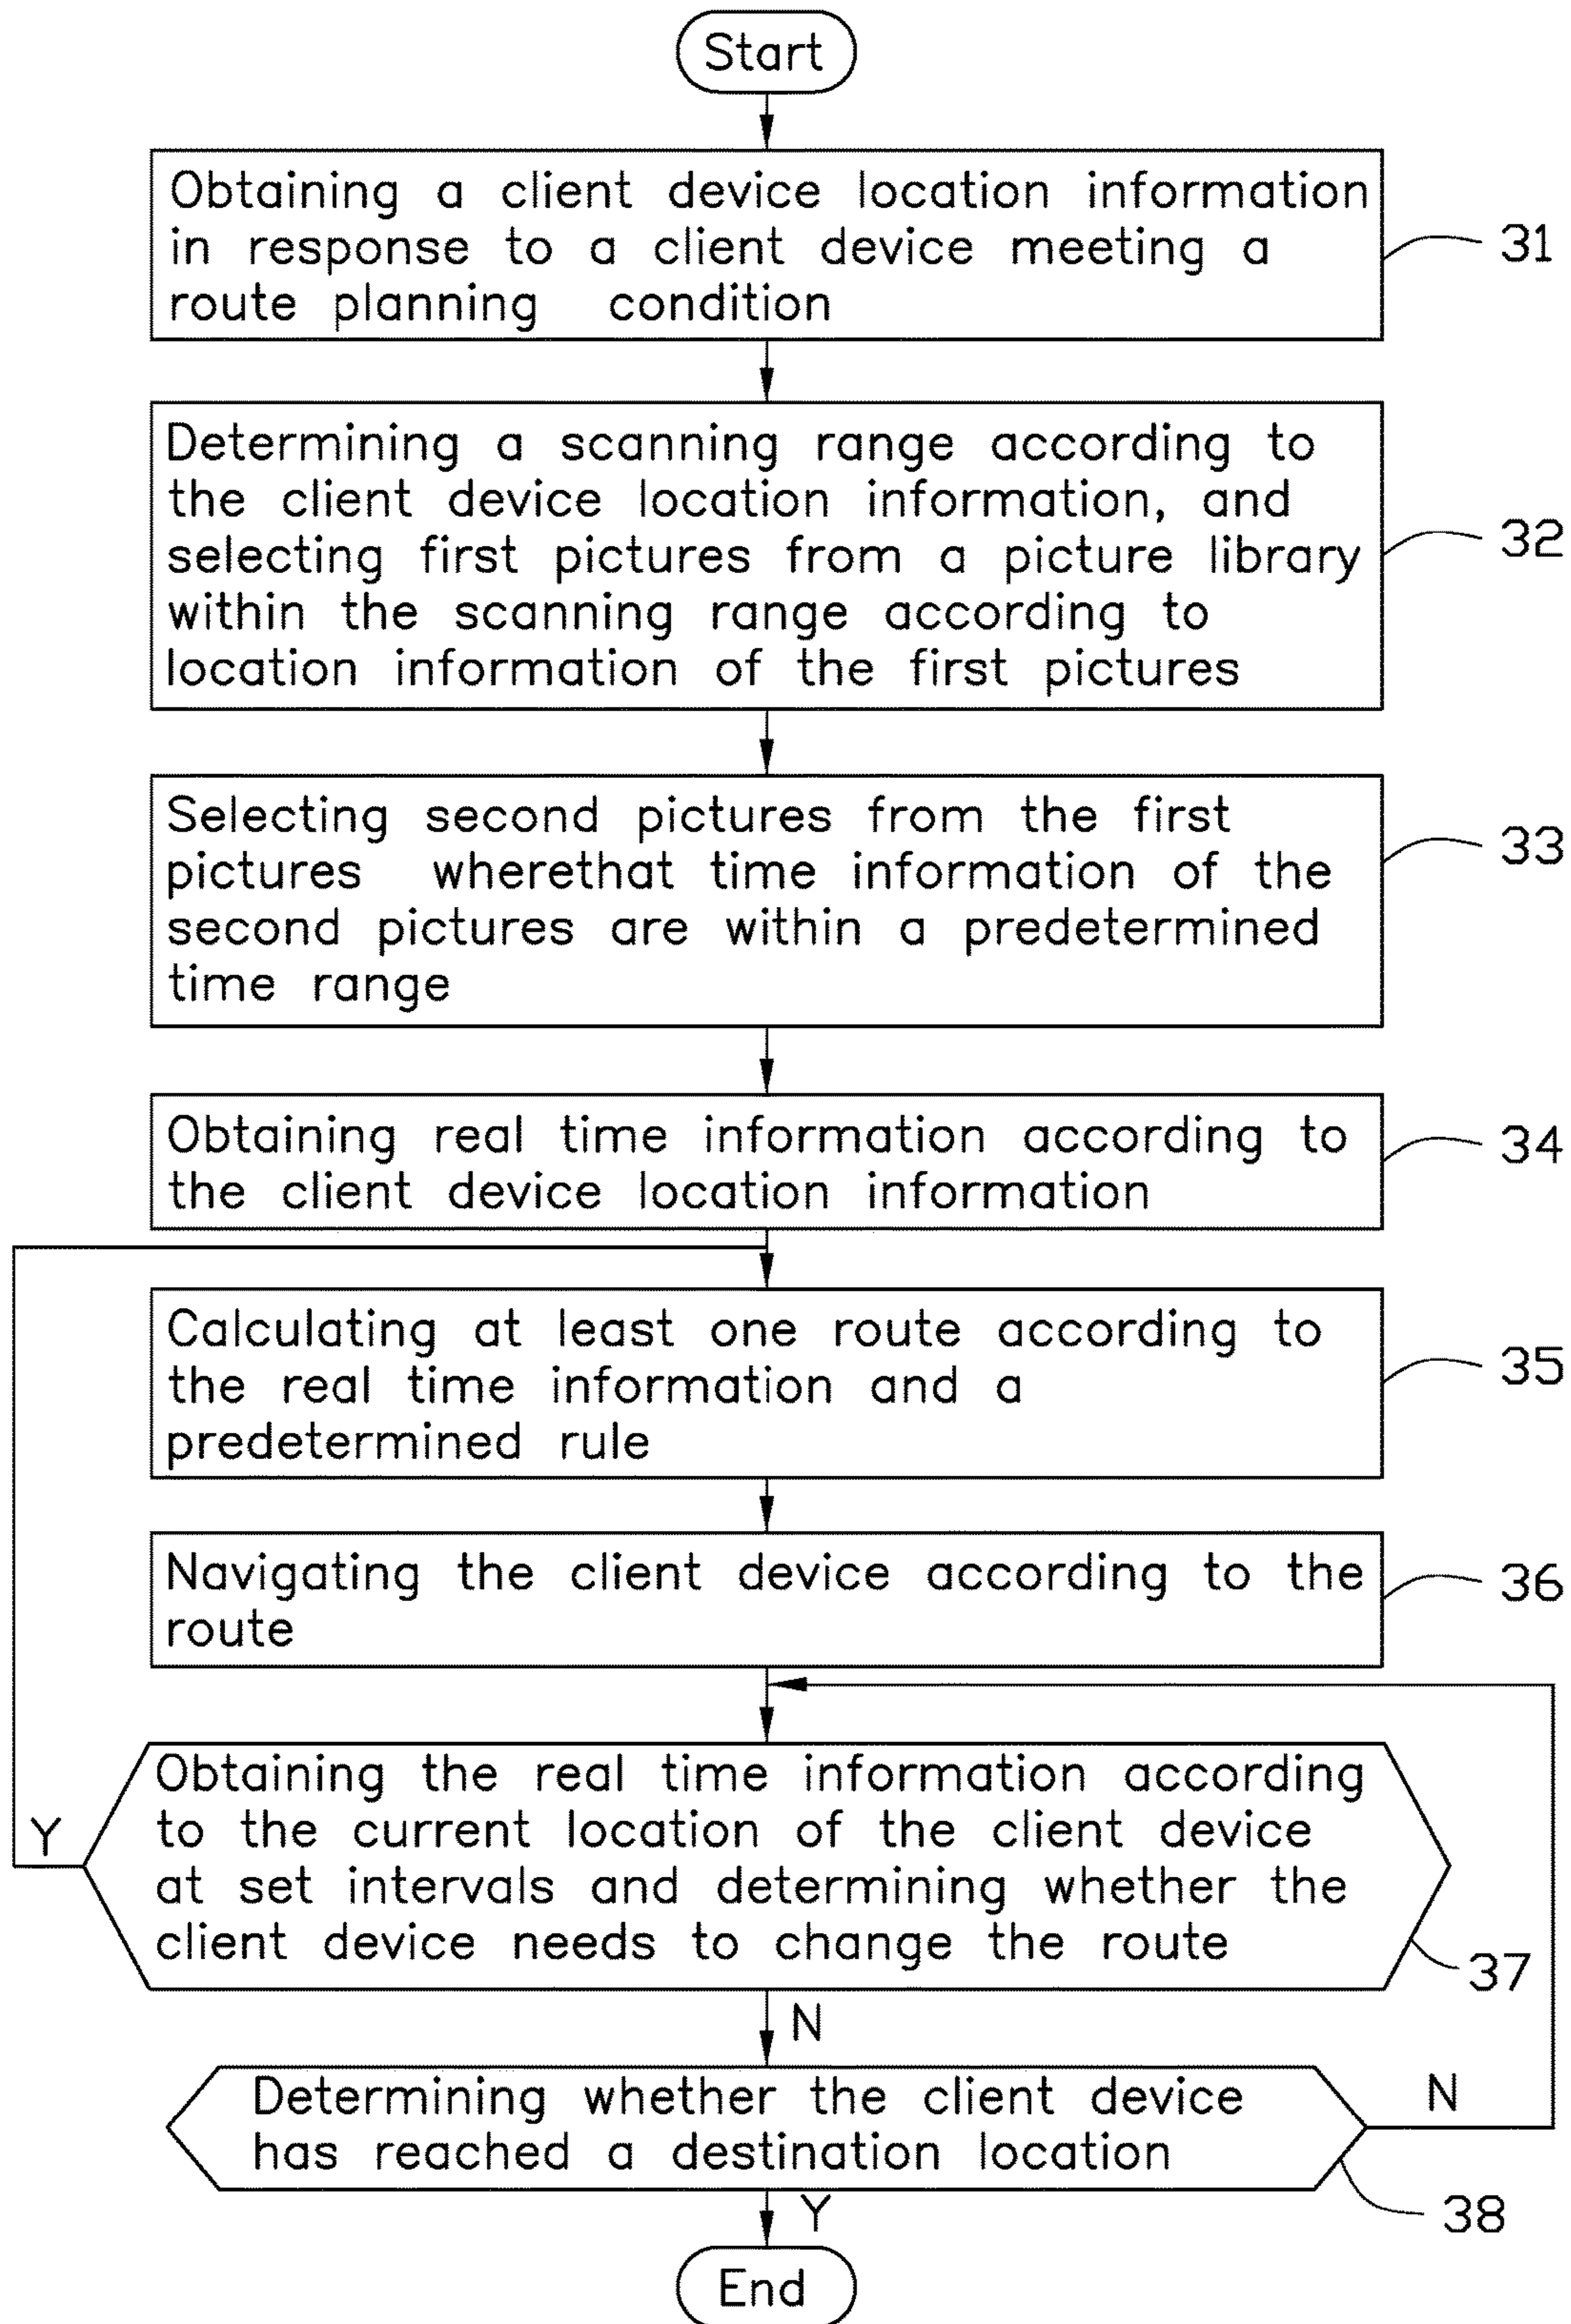 Start
Obtaining a client device location information
in response to a client device meeting a
route planning condition
31
Determining a scanning range according to
the client device location information, and
selecting first pictures from a picture library
within the scanning range according to
location information of the first pictures
32
Selecting second pictures from the first
pictures wherethat time information of the
second pictures are within a predetermined
time range
33
Obtaining real time information according to
the client device location information
34
Calculating at least one route according to
the real time information and a
predetermined rule
35
Navigating the client device according to the
route
36
Obtaining the real time information according
to the current location of the client device
at set intervals and determining whether the
client device needs to change the route
Y
37
N
Determining whether the client device
has reached a destination location
N
38
Y
End